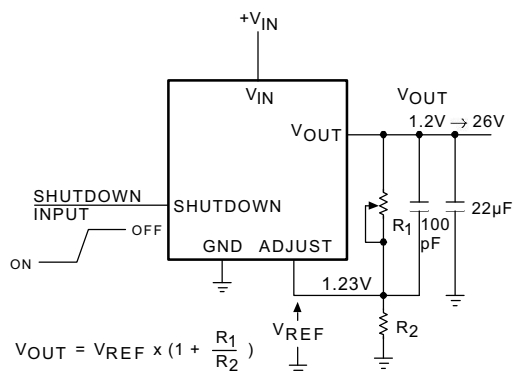 +VIN
VIN
VOUT
VOUT
1.2V → 26V
SHUTDOWN
INPUT
SHUTDOWN
OFF
ON
GND
ADJUST
R1
100
pF
22µF
1.23V
VREF
R2
VOUT = VREF x (1 + R1/R2)